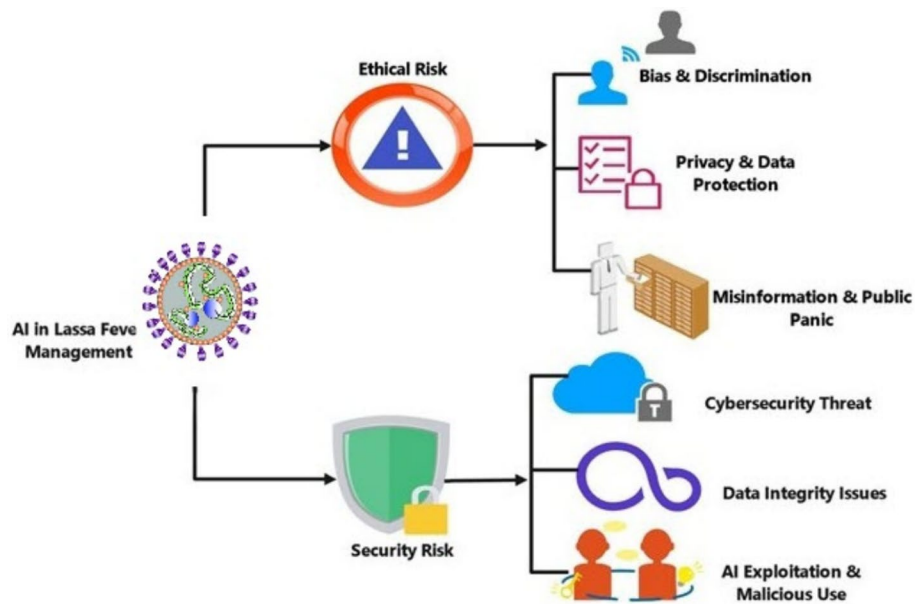 Ethical Risk
Bias & Discrimination
Privacy & Data
Protection
Misinformation & Public
Panic
AI in Lassa Feve
Management
Cybersecurity Threat
T
Data Integrity Issues
Security Risk
AI Exploitation &
Malicious Use